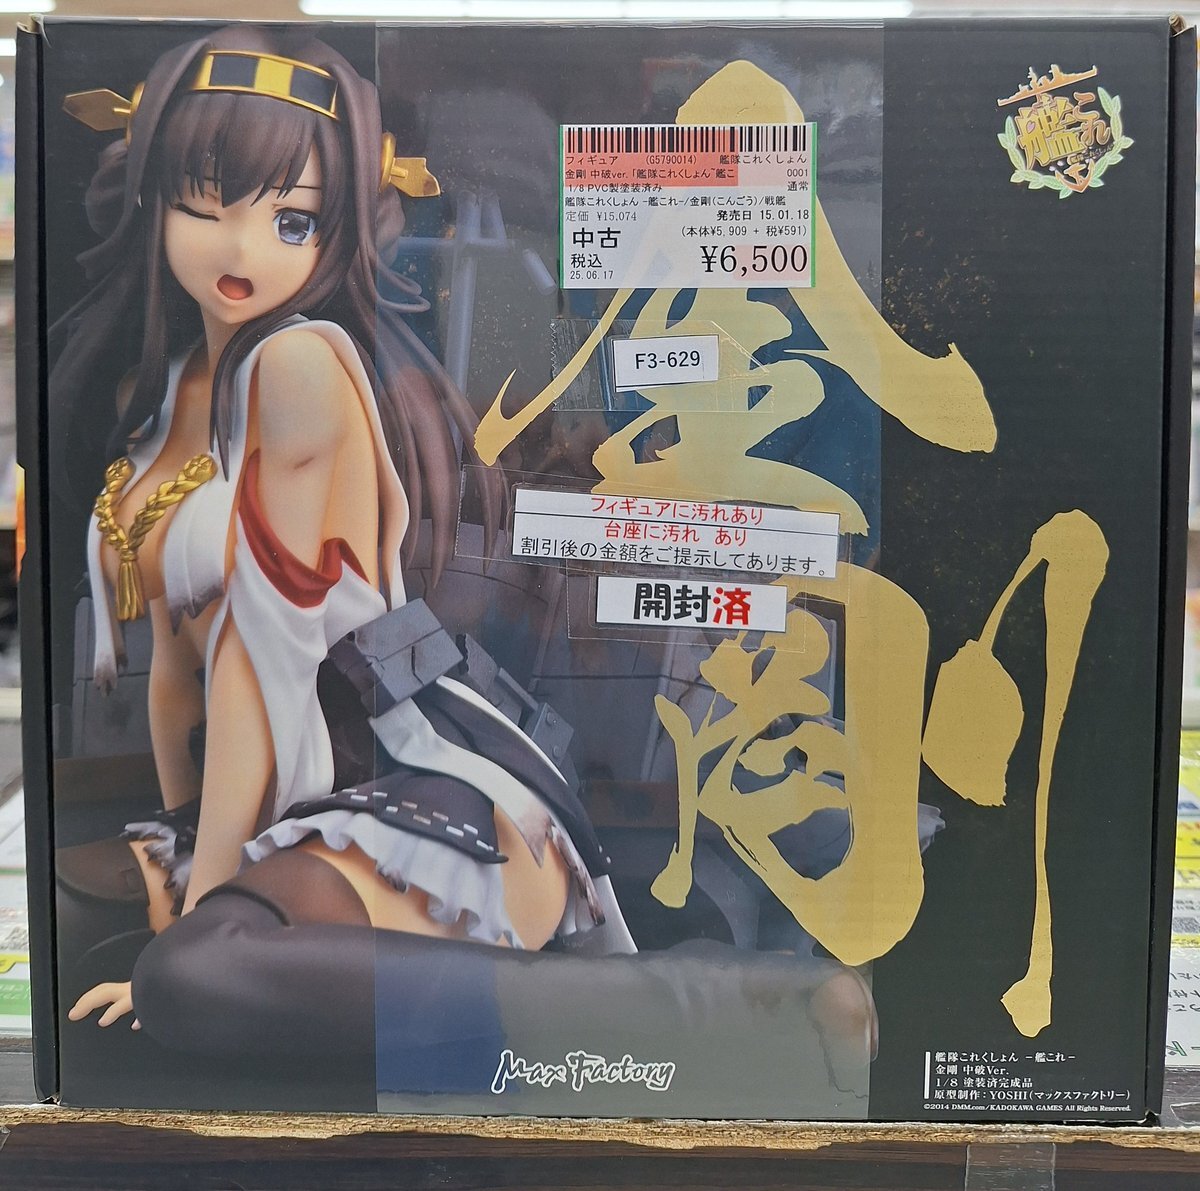 艦これ
フィギュア (G5790014) 艦隊これくしょん
金剛 中破ver.「艦隊これくしょん~艦こ 0001
1/8 PVC製塗装済み 通常
艦隊これくしょん -艦これ-/金剛(こんごう)/戦艦
定価 ¥15,074 発売日 15.01.18
中古 (本体¥5,909 + 税¥591)
税込 ¥6,500
25.06.17
F3-629
金剛
フィギュアに汚れあり
台座に汚れ あり
割引後の金額をご提示してあります。
開封済
Max Factory
艦隊これくしょん -艦これ-
金剛 中破Ver.
1/8 塗装済完成品
原型制作：YOSHI(マックスファクトリー)
©2014 DMM.com/KADOKAWA GAMES All Rights Reserved.